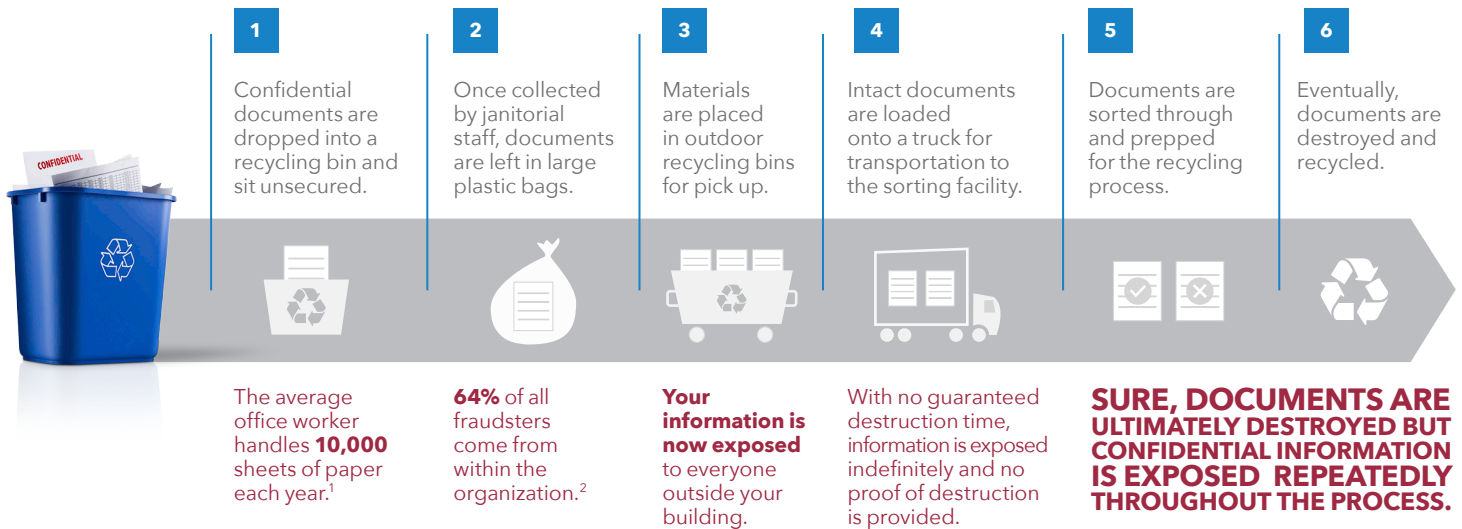 1
Confidential
documents are
dropped into a
recycling bin and
sit unsecured.
2
Once collected
by janitorial
staff, documents
are left in large
plastic bags.
3
Materials
are placed
in outdoor
recycling bins
for pick up.
4
Intact documents
are loaded
onto a truck for
transportation to
the sorting facility.
5
Documents are
sorted through
and prepped
for the recycling
process.
6
Eventually,
documents are
destroyed and
recycled.
CONFIDENTIAL
The average
office worker
handles 10,000
sheets of paper
each year.1
64% of all
fraudsters
come from
within the
organization.2
Your
information is
now exposed
to everyone
outside your
building.
With no guaranteed
destruction time,
information is exposed
indefinitely and no
proof of destruction
is provided.
SURE, DOCUMENTS ARE
ULTIMATELY DESTROYED BUT
CONFIDENTIAL INFORMATION
IS EXPOSED REPEATEDLY
THROUGHOUT THE PROCESS.